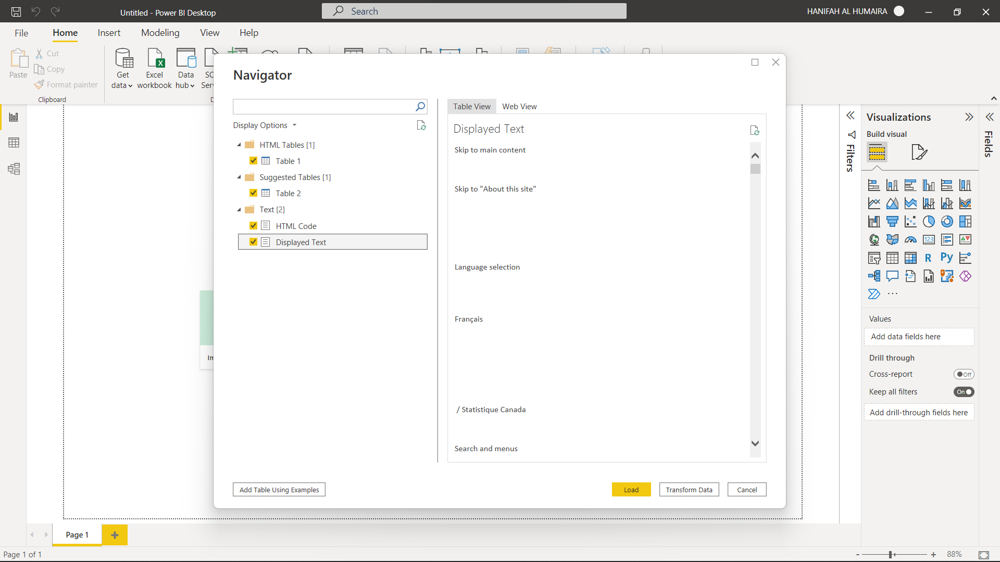 Untitled - Power BI Desktop
Search
HANIFAH AL HUMAIRA
File
Home
Insert
Modeling
View
Help
Paste
Cut
Copy
Format painter
Clipboard
Get data
Excel workbook
Data hub
Navigator
Display Options
HTML Tables [1]
Table 1
Suggested Tables [1]
Table 2
Text [2]
HTML Code
Displayed Text
Table View
Web View
Displayed Text
Skip to main content
Skip to "About this site"
Language selection
Français
/ Statistique Canada
Search and menus
Add Table Using Examples
Load
Transform Data
Cancel
Filters
Visualizations
Build visual
123
R
Py
...
Values
Add data fields here
Drill through
Cross-report
Off
Keep all filters
On
Add drill-through fields here
Fields
Page 1
Page 1 of 1
- + 88%